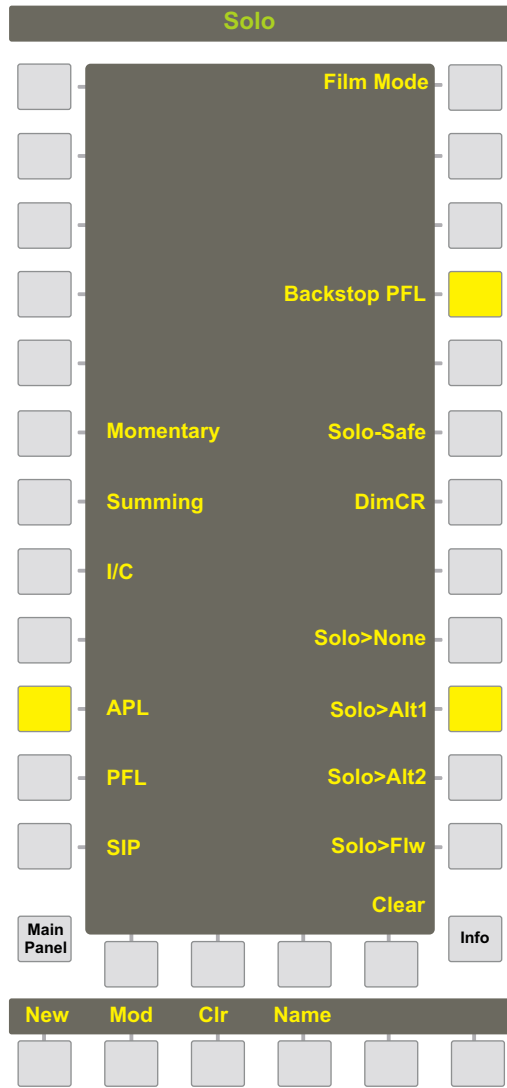 Solo
Film Mode
Backstop PFL
Momentary
Solo-Safe
Summing
DimCR
I/C
Solo>None
APL
Solo>Alt1
PFL
Solo>Alt2
SIP
Solo>Flw
Clear
Main
Panel
Info
New Mod Clr Name